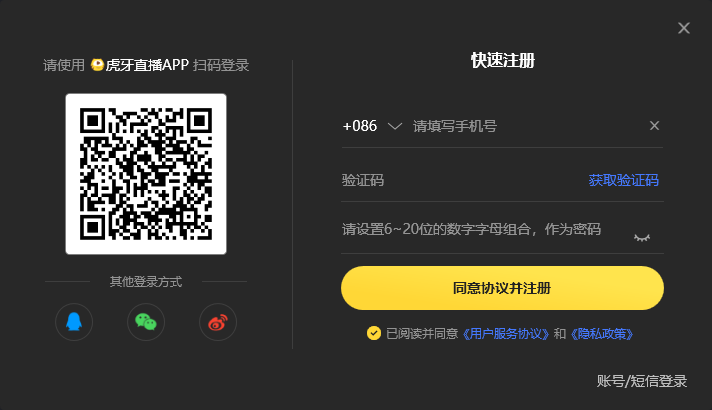 请使用 虎牙直播APP 扫码登录
其他登录方式
快速注册
+086 请填写手机号
验证码 获取验证码
请设置6~20位的数字字母组合，作为密码
同意协议并注册
已阅读并同意《用户服务协议》和《隐私政策》
账号/短信登录